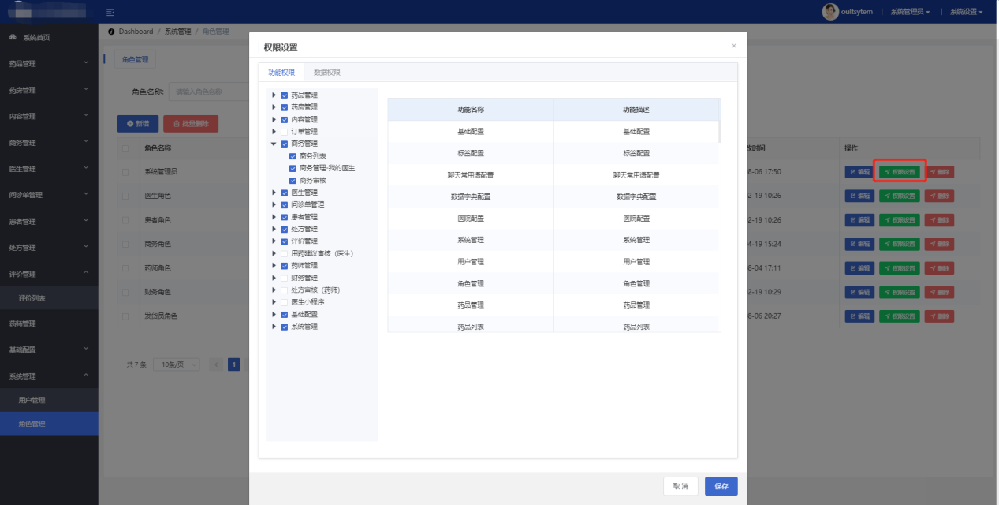 oultsytem | 系统管理员 | 系统设置
Dashboard / 系统管理 / 角色管理
系统首页
药品管理
药房管理
内容管理
商务管理
医生管理
问诊单管理
患者管理
处方管理
评价管理
评价列表
药师管理
基础配置
系统管理
用户管理
角色管理
角色管理
角色名称: 请输入角色名称
新增 批量删除
角色名称
系统管理员
医生角色
患者角色
商务角色
药师角色
财务角色
发货员角色
共 7 条 10条/页 1
权限设置
功能权限 数据权限
药品管理
药房管理
内容管理
订单管理
商务管理
商务列表
商务管理-我的医生
商务审核
医生管理
问诊单管理
患者管理
处方管理
评价管理
用药建议审核（医生）
药师管理
财务管理
处方审核（药师）
医生小程序
基础配置
系统管理
功能名称 功能描述
基础配置 基础配置
标签配置 标签配置
聊天常用语配置 聊天常用语配置
数据字典配置 数据字典配置
医院配置 医院配置
系统管理 系统管理
用户管理 用户管理
角色管理 角色管理
药品管理 药品管理
药品列表 药品列表
取 消 保存
时间 操作
8-06 17:50 编辑 权限设置 删除
2-19 10:26 编辑 权限设置 删除
2-19 10:26 编辑 权限设置 删除
4-19 15:24 编辑 权限设置 删除
8-04 17:11 编辑 权限设置 删除
2-19 10:29 编辑 权限设置 删除
8-06 20:27 编辑 权限设置 删除